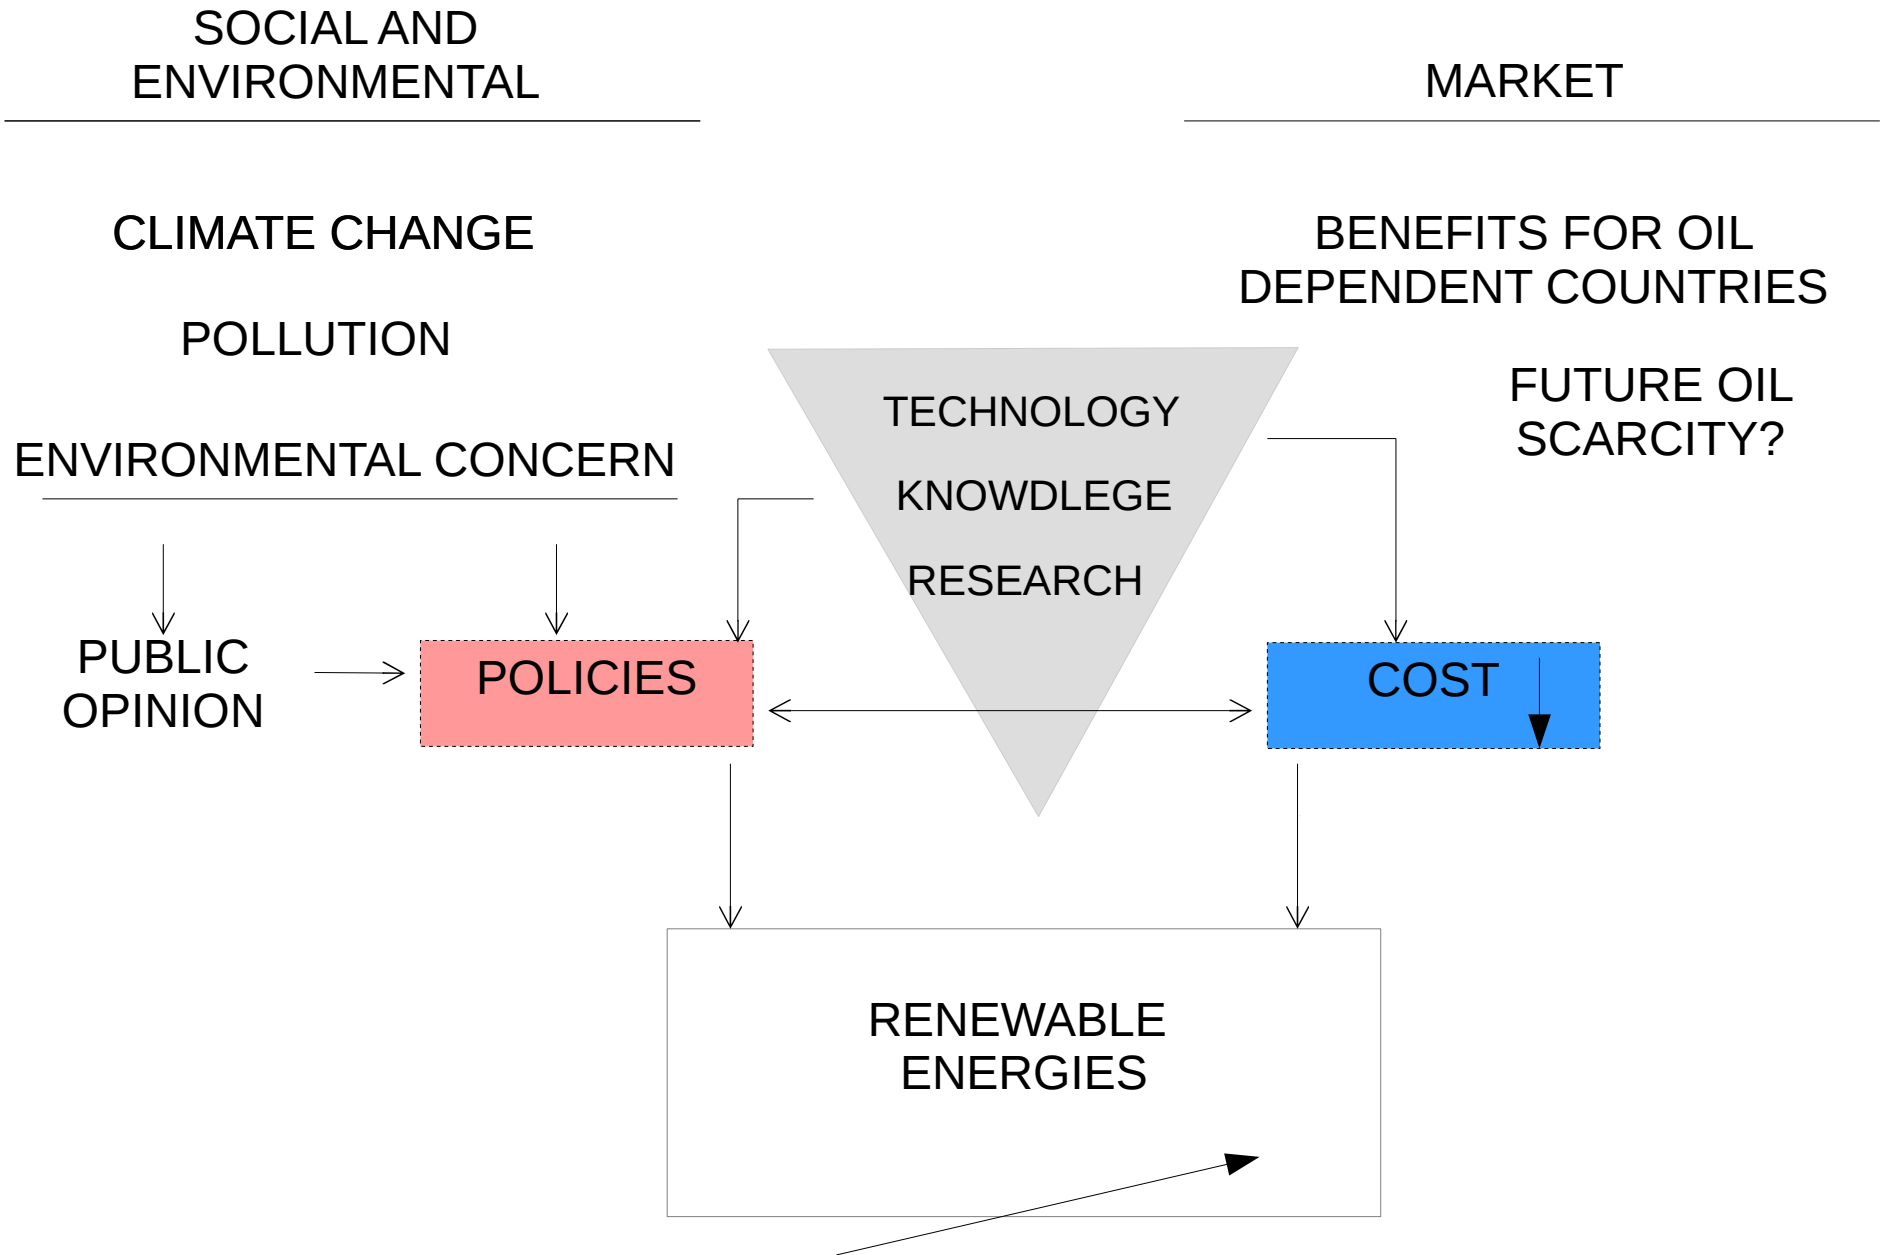 SOCIAL AND
ENVIRONMENTAL
MARKET
CLIMATE CHANGE
POLLUTION
ENVIRONMENTAL CONCERN
BENEFITS FOR OIL
DEPENDENT COUNTRIES
FUTURE OIL
SCARCITY?
TECHNOLOGY
KNOWDLEGE
RESEARCH
PUBLIC
OPINION
POLICIES
COST
RENEWABLE
ENERGIES